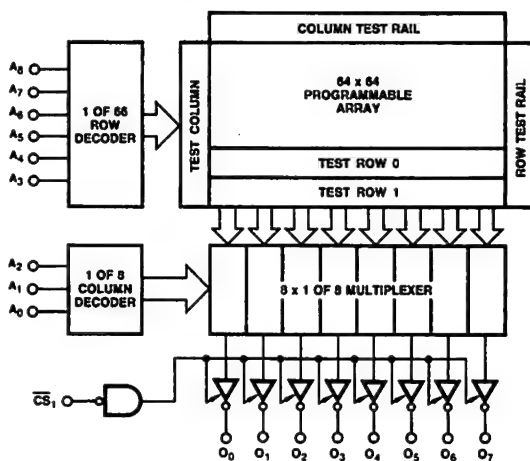 COLUMN TEST RAIL
A8
A7
A6
A5
A4
A3
1 OF 66
ROW
DECODER
TEST COLUMN
64 x 64
PROGRAMMABLE
ARRAY
ROW TEST RAIL
TEST ROW 0
TEST ROW 1
A2
A1
A0
1 OF 8
COLUMN
DECODER
8 x 1 OF 8 MULTIPLEXER
CS1
O0 O1 O2 O3 O4 O5 O6 O7